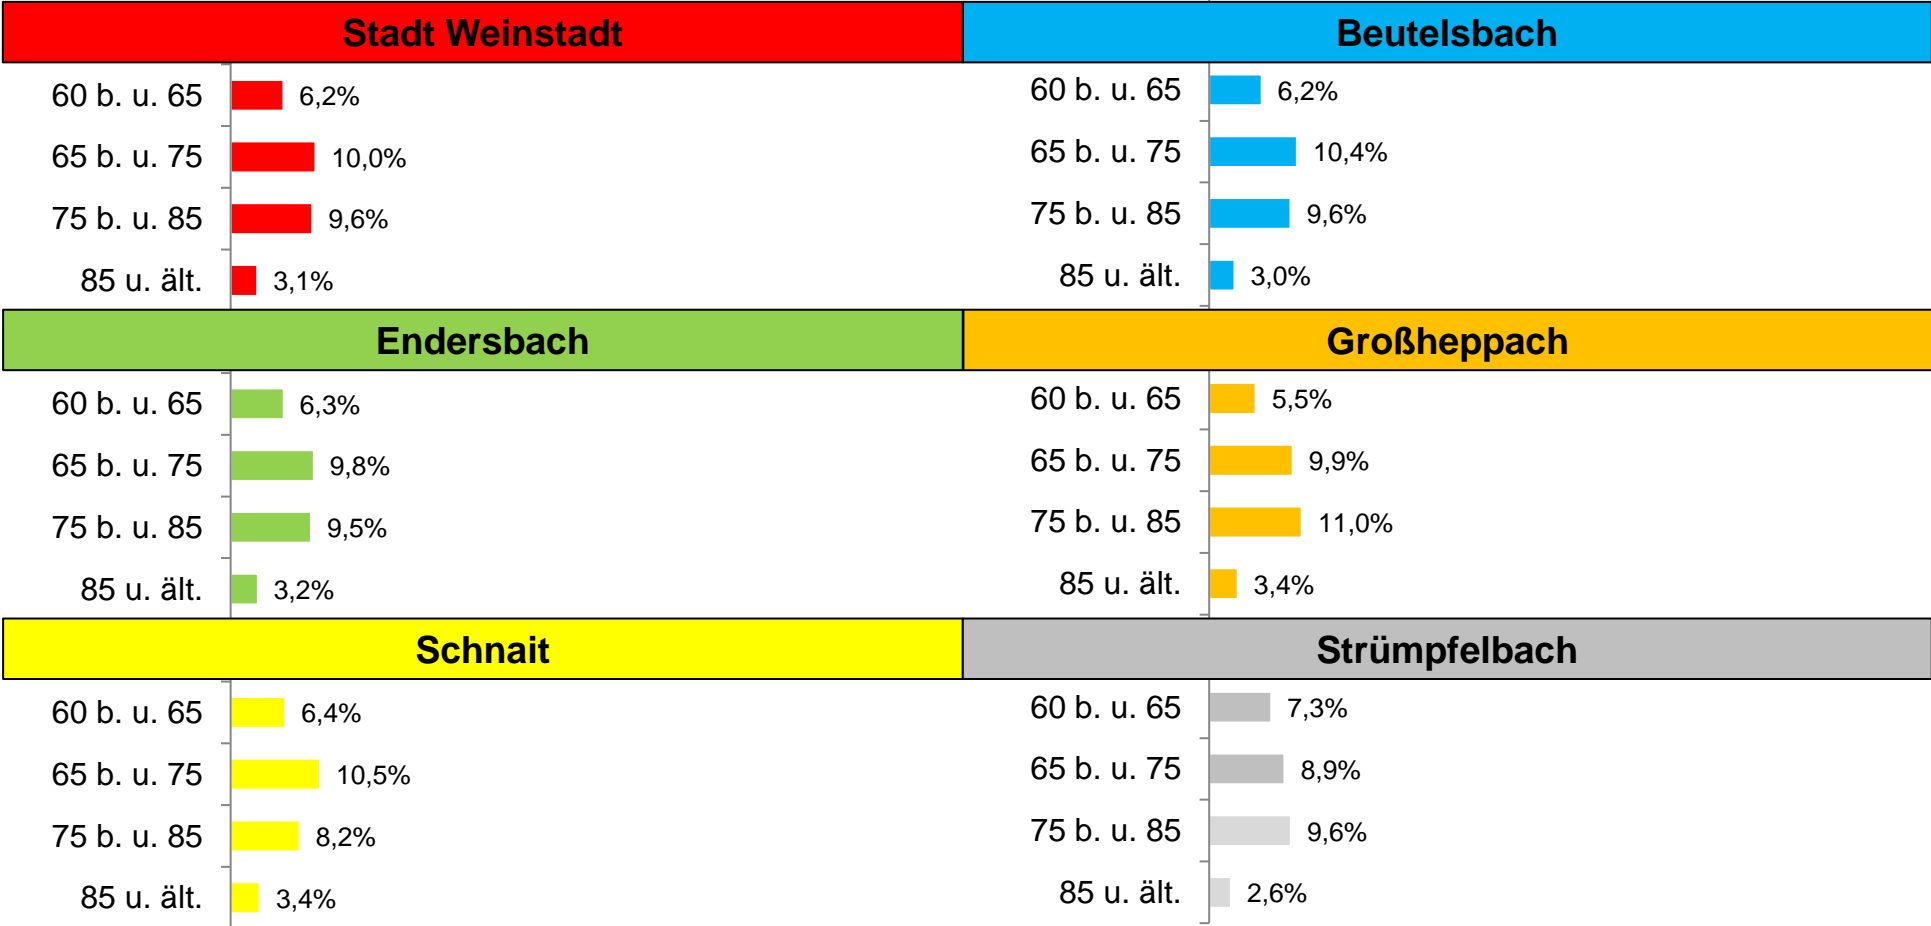 Stadt Weinstadt
60 b. u. 65 6,2%
65 b. u. 75 10,0%
75 b. u. 85 9,6%
85 u. ält. 3,1%
Beutelsbach
60 b. u. 65 6,2%
65 b. u. 75 10,4%
75 b. u. 85 9,6%
85 u. ält. 3,0%
Endersbach
60 b. u. 65 6,3%
65 b. u. 75 9,8%
75 b. u. 85 9,5%
85 u. ält. 3,2%
Großheppach
60 b. u. 65 5,5%
65 b. u. 75 9,9%
75 b. u. 85 11,0%
85 u. ält. 3,4%
Schnait
60 b. u. 65 6,4%
65 b. u. 75 10,5%
75 b. u. 85 8,2%
85 u. ält. 3,4%
Strümpfelbach
60 b. u. 65 7,3%
65 b. u. 75 8,9%
75 b. u. 85 9,6%
85 u. ält. 2,6%